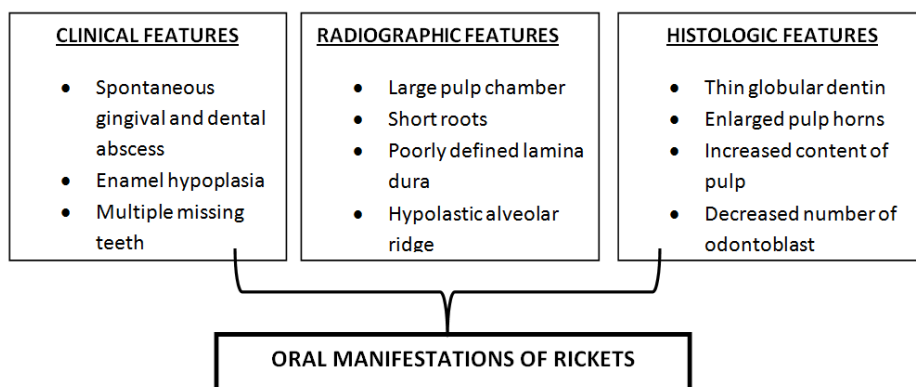 CLINICAL FEATURES
• Spontaneous
gingival and dental
abscess
• Enamel hypoplasia
• Multiple missing
teeth
RADIOGRAPHIC FEATURES
• Large pulp chamber
• Short roots
• Poorly defined lamina
dura
• Hypolastic alveolar
ridge
HISTOLOGIC FEATURES
• Thin globular dentin
• Enlarged pulp horns
• Increased content of
pulp
• Decreased number of
odontoblast
ORAL MANIFESTATIONS OF RICKETS